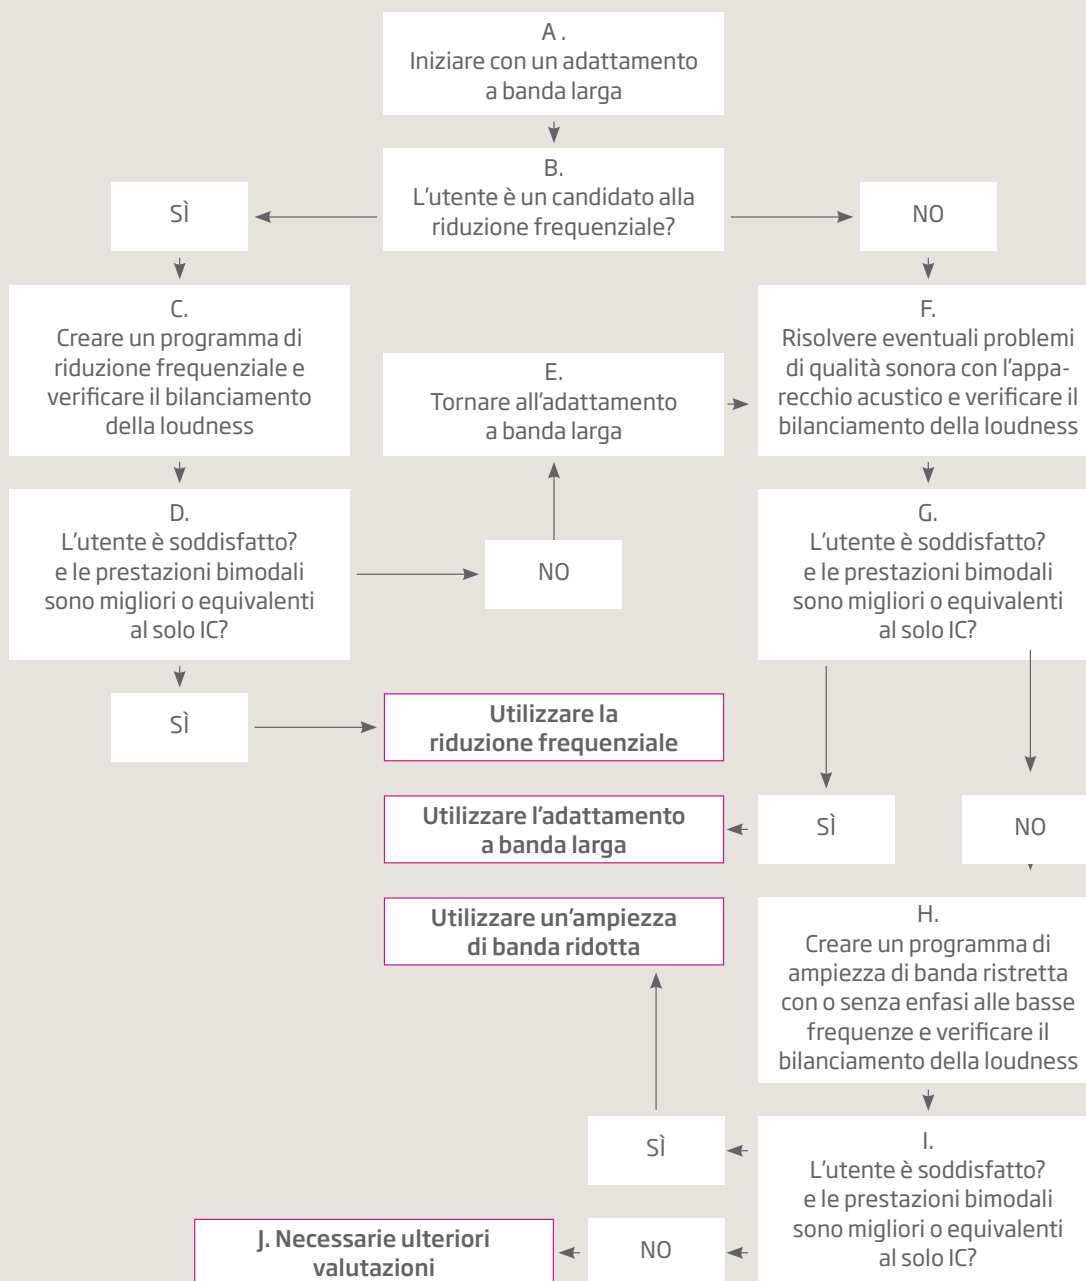 A .
Iniziare con un adattamento
a banda larga
B.
L'utente è un candidato alla
riduzione frequenziale?
SÌ
NO
C.
Creare un programma di
riduzione frequenziale e
verificare il bilanciamento
della loudness
E.
Tornare all'adattamento
a banda larga
F.
Risolvere eventuali problemi
di qualità sonora con l'appa-
recchio acustico e verificare il
bilanciamento della loudness
D.
L'utente è soddisfatto?
e le prestazioni bimodali
sono migliori o equivalenti
al solo IC?
NO
G.
L'utente è soddisfatto?
e le prestazioni bimodali
sono migliori o equivalenti
al solo IC?
SÌ
Utilizzare la
riduzione frequenziale
Utilizzare l'adattamento
a banda larga
SÌ
NO
Utilizzare un'ampiezza
di banda ridotta
H.
Creare un programma di
ampiezza di banda ristretta
con o senza enfasi alle basse
frequenze e verificare il
bilanciamento della loudness
SÌ
I.
L'utente è soddisfatto?
e le prestazioni bimodali
sono migliori o equivalenti
al solo IC?
J. Necessarie ulteriori
valutazioni
NO